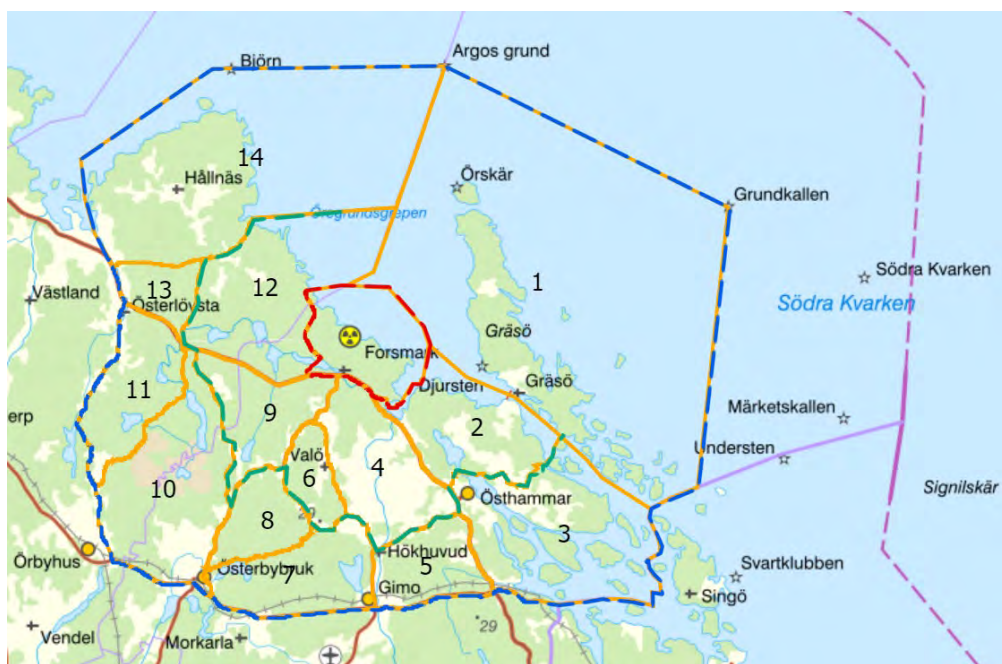 Björn
Argos grund
14
Hållnäs
Örskär
Öregrundsgrepen
Grundkallen
1
Södra Kvarken
Södra Kvarken
13
12
Västland
Österlövsta
Gräsö
Forsmark
Djursten
Gräsö
11
9
2
Märketskallen
erp
Understen
Valö
4
6
10
Östhammar
Signilskär
8
29
3
Örbyhus
Hökhuvud
Österbybruk
7
5
Svartklubben
Gimo
Singö
Vendel
Morkarla
29